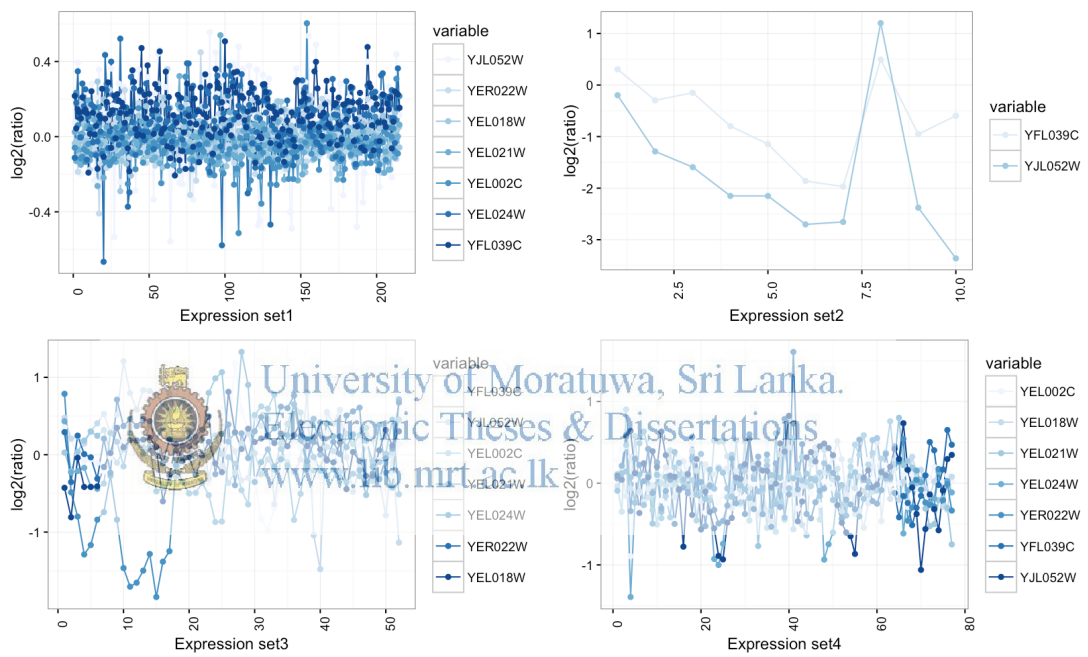 variable
YJL052W
YER022W
YEL018W
YEL021W
YEL002C
YEL024W
YFL039C
log2(ratio)
0.4
0.0
-0.4
0
50
100
150
200
Expression set1
variable
YFL039C
YJL052W
log2(ratio)
1
0
-1
-2
-3
2.5
5.0
7.5
10.0
Expression set2
variable
YFL039C
YJL052W
YEL002C
YEL021W
YEL024W
YER022W
YEL018W
log2(ratio)
1
0
-1
0
10
20
30
40
50
Expression set3
variable
YEL002C
YEL018W
YEL021W
YEL024W
YER022W
YFL039C
YJL052W
log2(ratio)
1
0
-1
0
20
40
60
80
Expression set4
University of Moratuwa, Sri Lanka.
Electronic Theses & Dissertations
www.lib.mrt.ac.lk